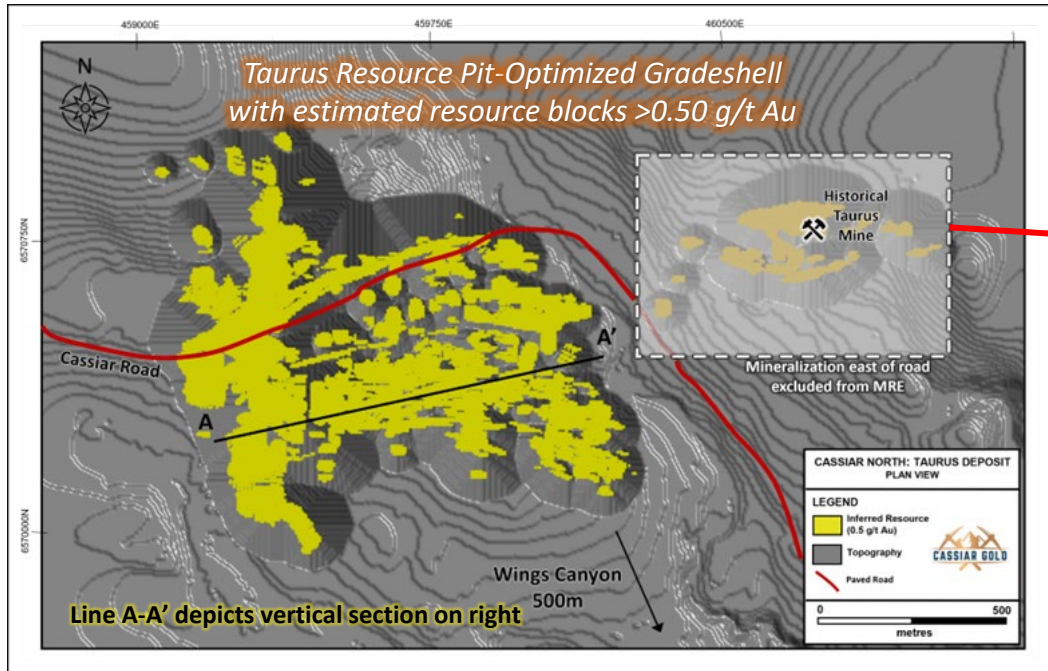 459000E
459750E
460500E
N
Taurus Resource Pit-Optimized Gradeshell
with estimated resource blocks >0.50 g/t Au
6570750N
6570000N
Historical
Taurus
Mine
Mineralization east of road
excluded from MRE
Cassiar Road
A
A'
Wings Canyon
500m
Line A-A' depicts vertical section on right
CASSIAR NORTH: TAURUS DEPOSIT
PLAN VIEW
LEGEND
Inferred Resource
(0.5 g/t Au)
Topography
Paved Road
CASSIAR GOLD
0 500
metres